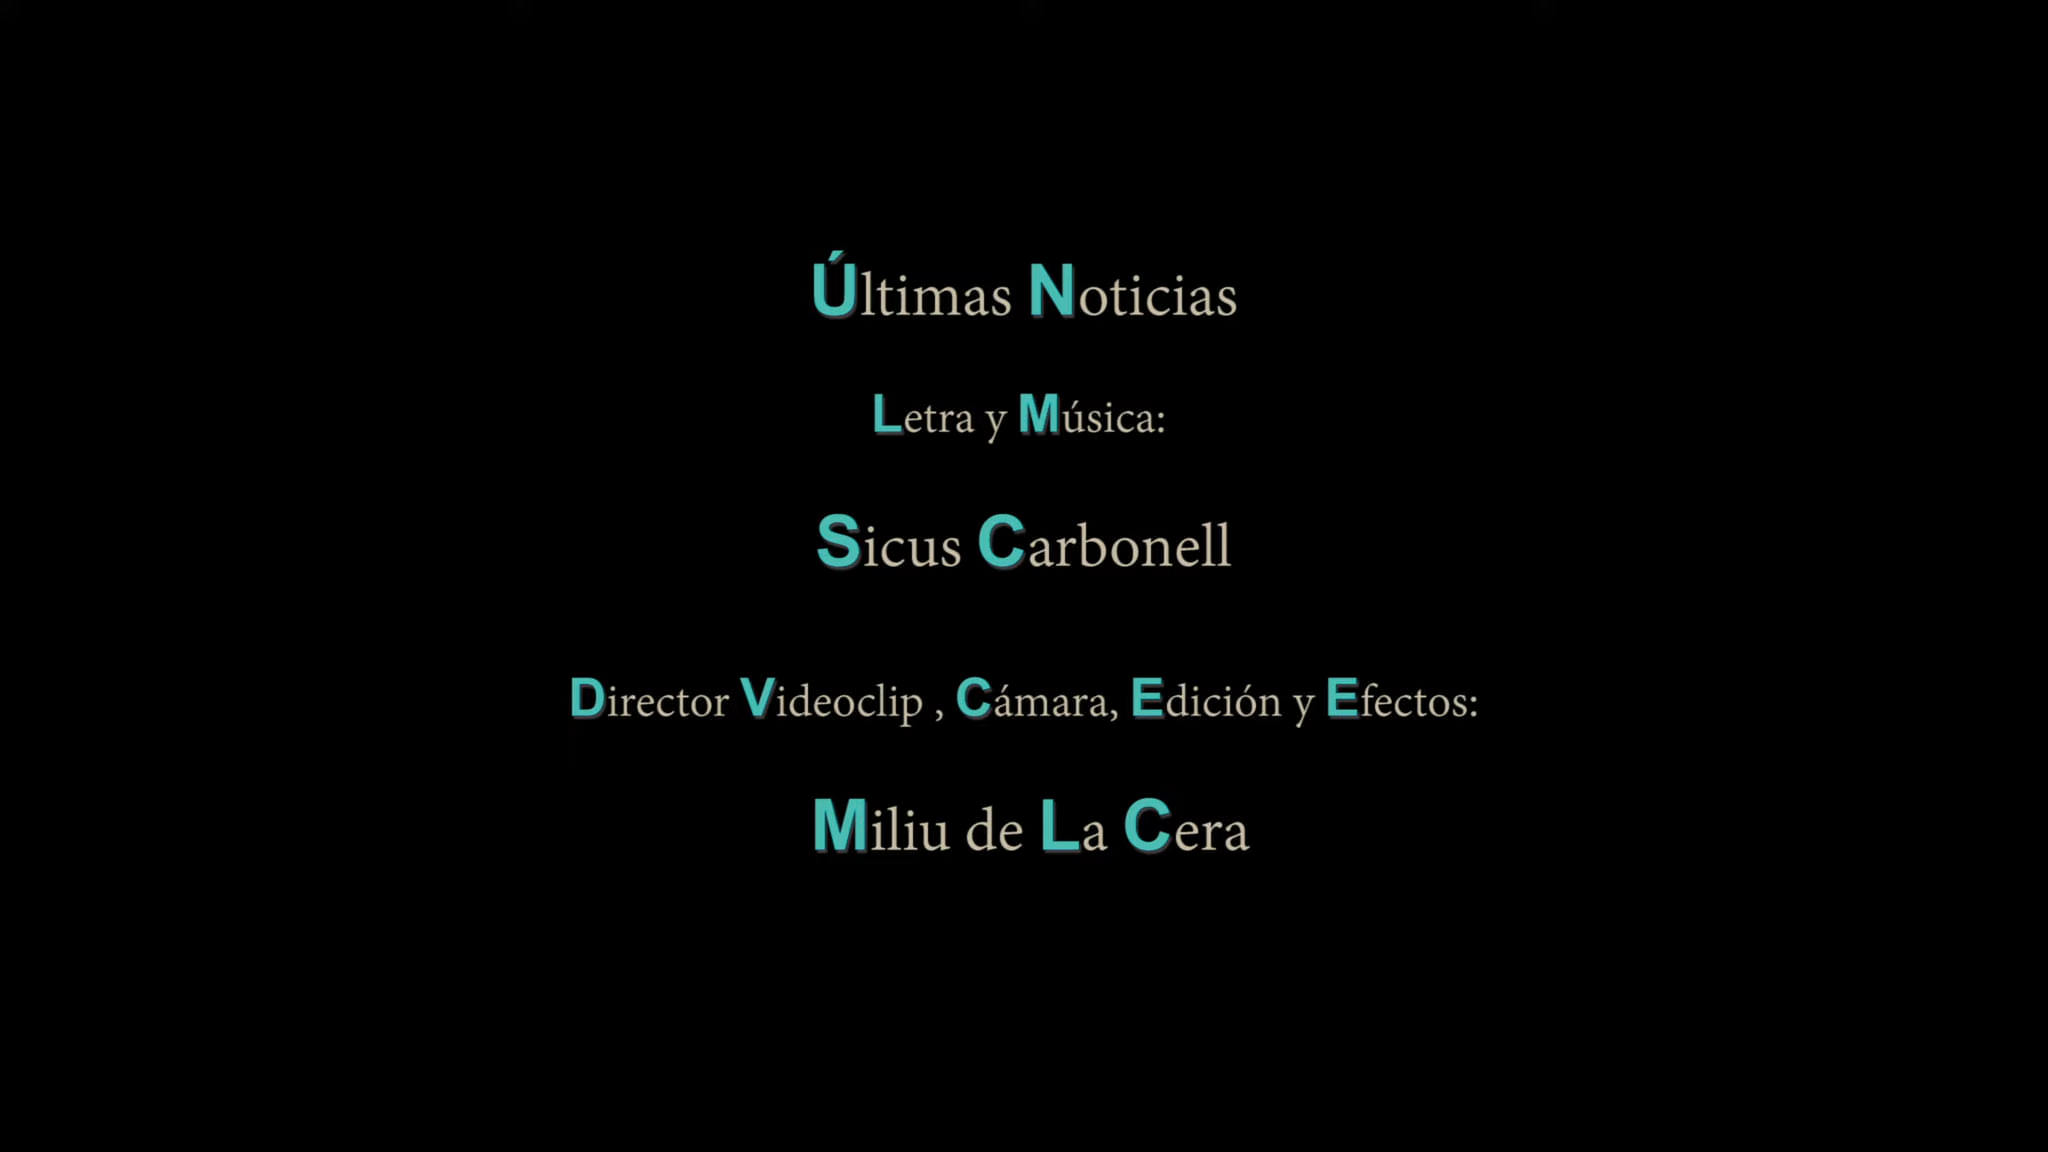 Últimas Noticias
Letra y Música:
Sicus Carbonell
Director Videoclip , Cámara, Edición y Efectos:
Miliu de La Cera